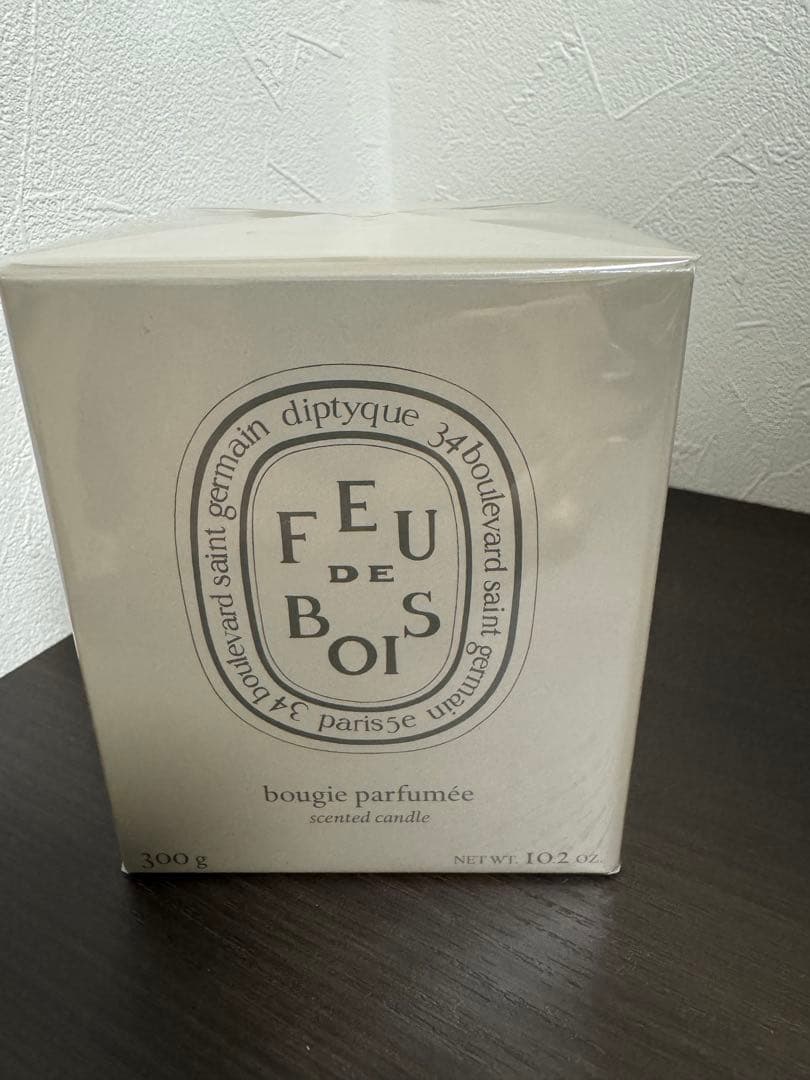 diptyque
34 boulevard saint germain
paris 5e
34 boulevard saint germain
FEU
DE
BOIS
bougie parfumée
scented candle
300 g
NET WT. 10.2 OZ.